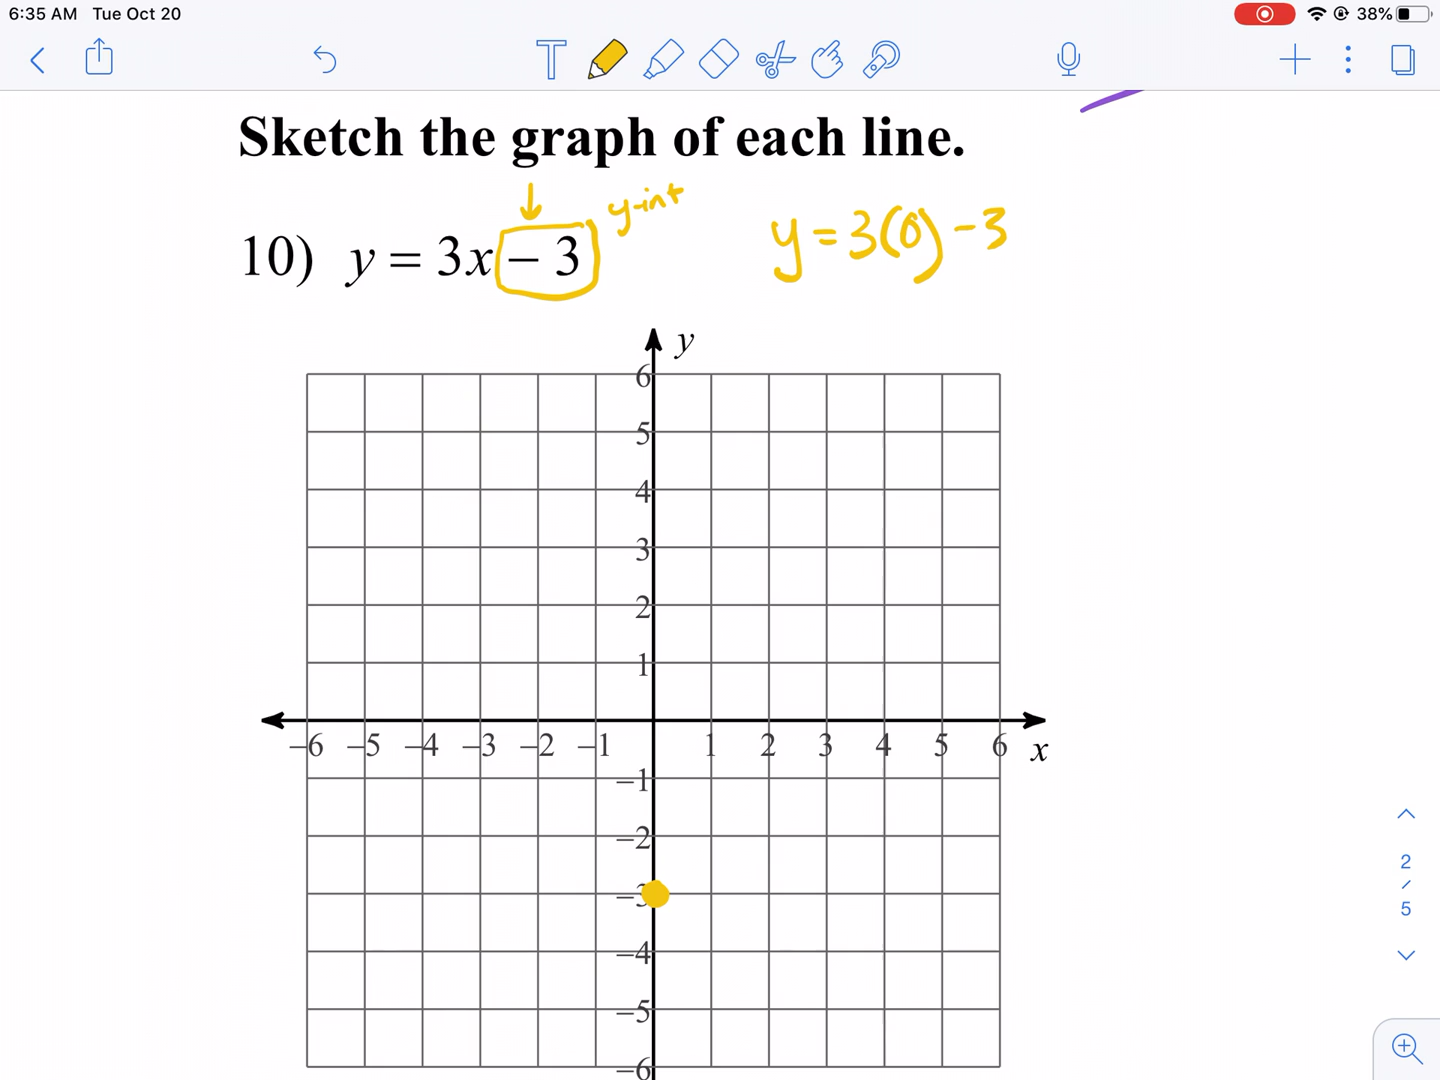 6:35 AM Tue Oct 20
38%
T
Sketch the graph of each line.
y-int
10) y = 3x – 3
y = 3(0) - 3
y
6
5
4
3
2
1
–6 –5 –4 –3 –2 –1 1 2 3 4 5 6 x
–1
–2
–3
–4
–5
–6
2
/
5